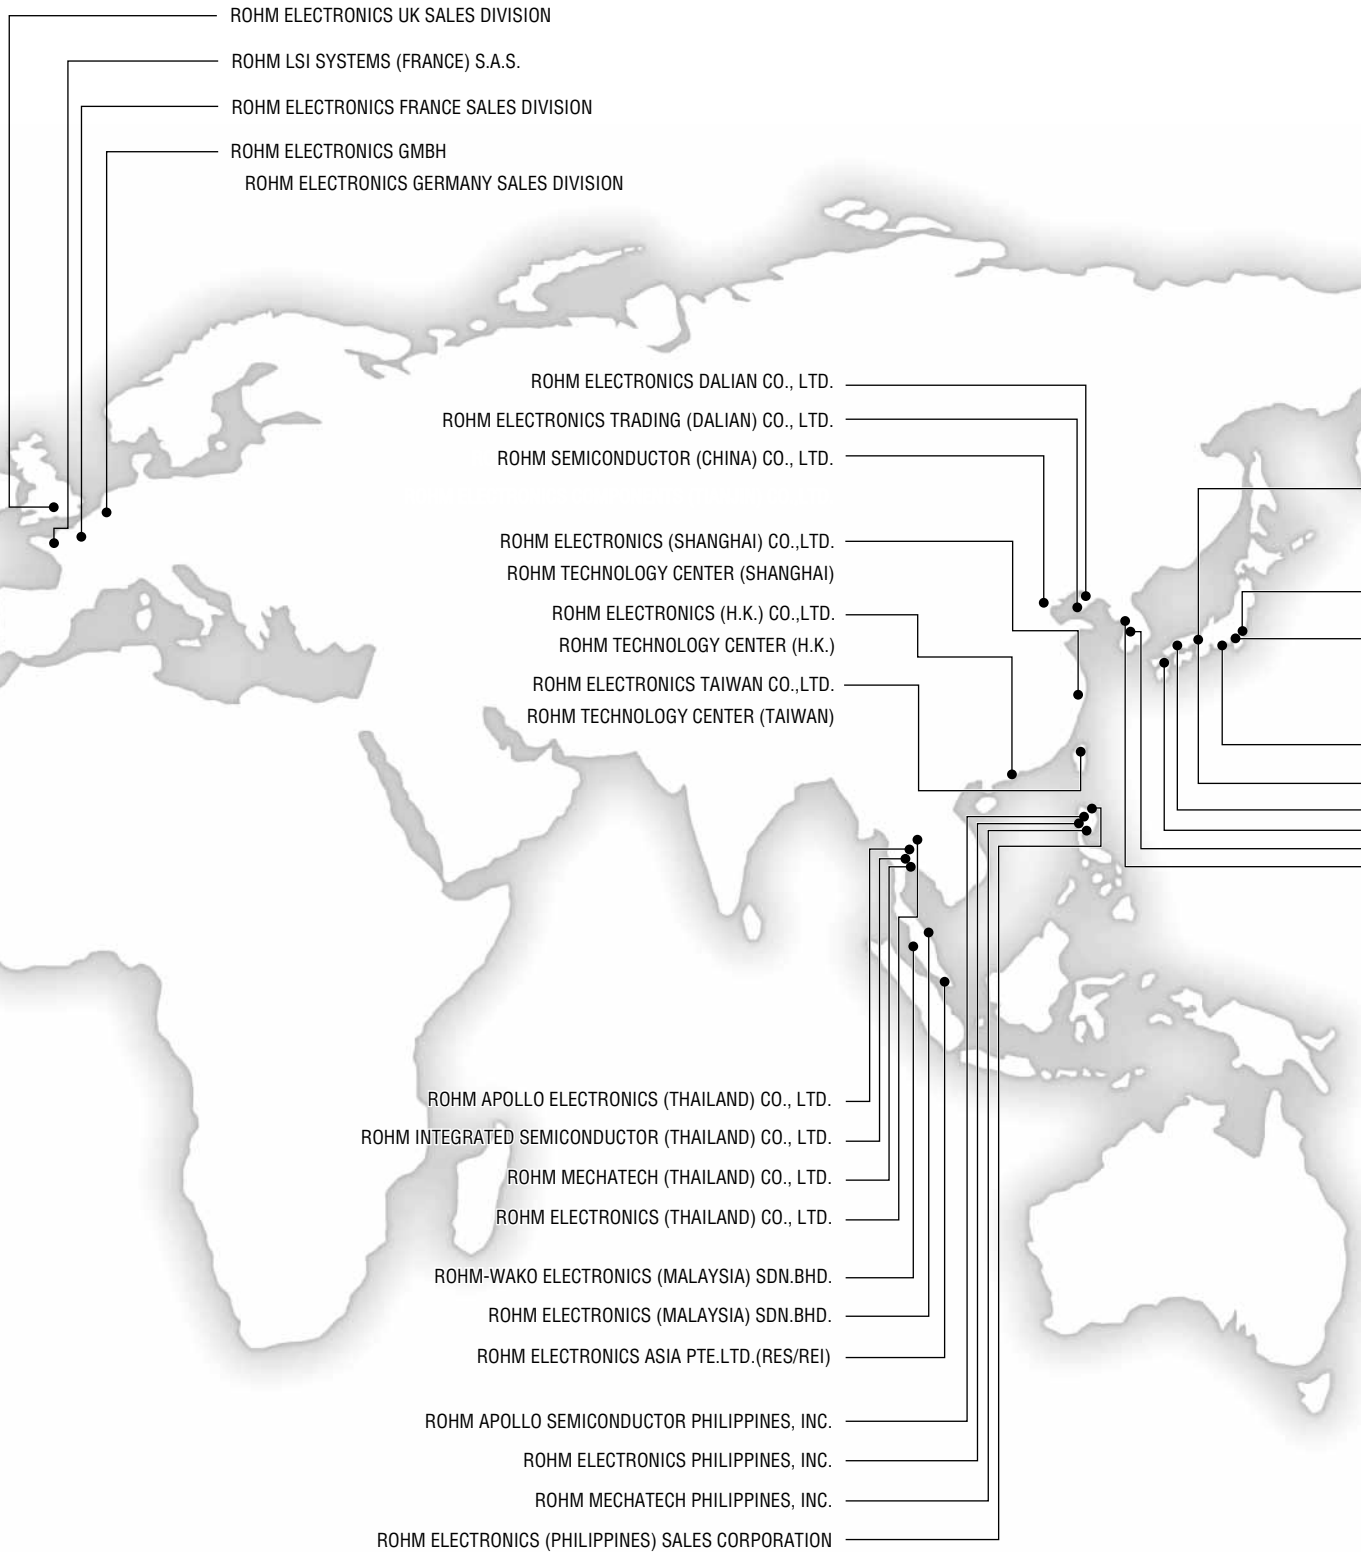 ROHM ELECTRONICS UK SALES DIVISION
ROHM LSI SYSTEMS (FRANCE) S.A.S.
ROHM ELECTRONICS FRANCE SALES DIVISION
ROHM ELECTRONICS GMBH
ROHM ELECTRONICS GERMANY SALES DIVISION
ROHM ELECTRONICS DALIAN CO., LTD.
ROHM ELECTRONICS TRADING (DALIAN) CO., LTD.
ROHM SEMICONDUCTOR (CHINA) CO., LTD.
ROHM ELECTRONICS (SHANGHAI) CO.,LTD.
ROHM TECHNOLOGY CENTER (SHANGHAI)
ROHM ELECTRONICS (H.K.) CO.,LTD.
ROHM TECHNOLOGY CENTER (H.K.)
ROHM ELECTRONICS TAIWAN CO.,LTD.
ROHM TECHNOLOGY CENTER (TAIWAN)
ROHM APOLLO ELECTRONICS (THAILAND) CO., LTD.
ROHM INTEGRATED SEMICONDUCTOR (THAILAND) CO., LTD.
ROHM MECHATECH (THAILAND) CO., LTD.
ROHM ELECTRONICS (THAILAND) CO., LTD.
ROHM-WAKO ELECTRONICS (MALAYSIA) SDN.BHD.
ROHM ELECTRONICS (MALAYSIA) SDN.BHD.
ROHM ELECTRONICS ASIA PTE.LTD.(RES/REI)
ROHM APOLLO SEMICONDUCTOR PHILIPPINES, INC.
ROHM ELECTRONICS PHILIPPINES, INC.
ROHM MECHATECH PHILIPPINES, INC.
ROHM ELECTRONICS (PHILIPPINES) SALES CORPORATION